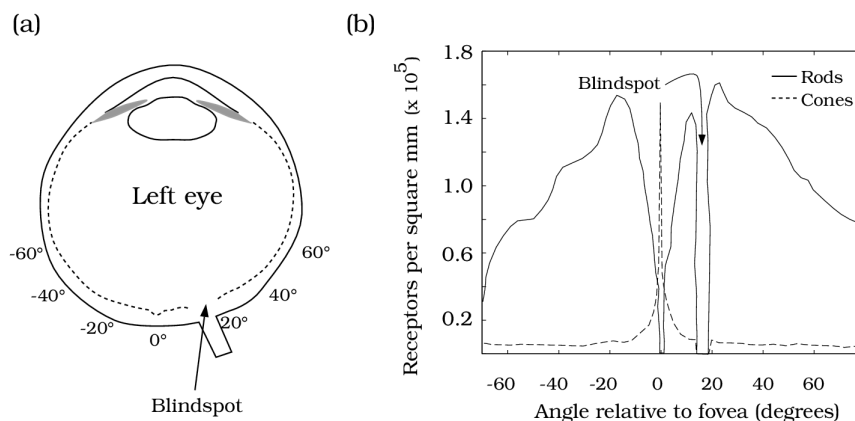 (a)
Left eye
-60°
-40°
-20°
0°
20°
40°
60°
Blindspot
(b)
Receptors per square mm (x 10⁵)
1.8
1.4
1.0
0.6
0.2
Blindspot
Rods
Cones
-60 -40 -20 0 20 40 60
Angle relative to fovea (degrees)